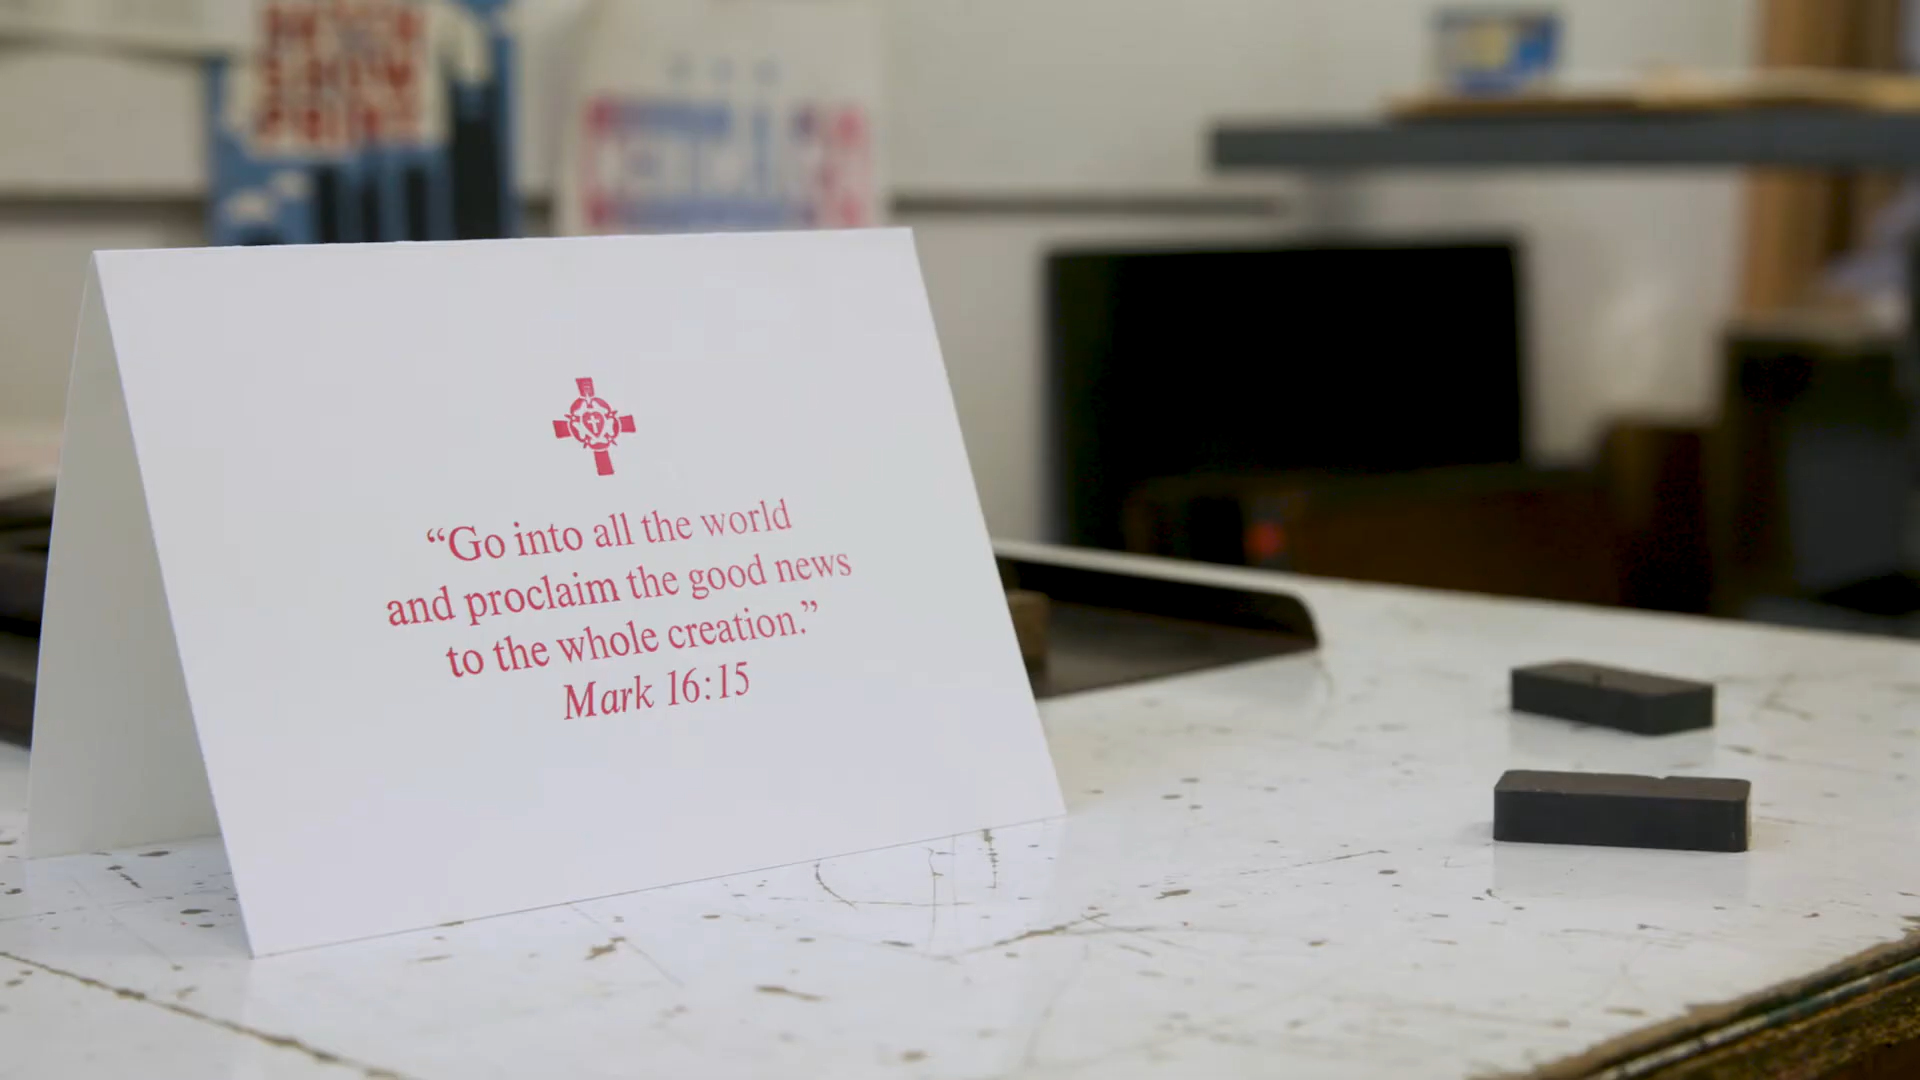 “Go into all the world
and proclaim the good news
to the whole creation.”
Mark 16:15